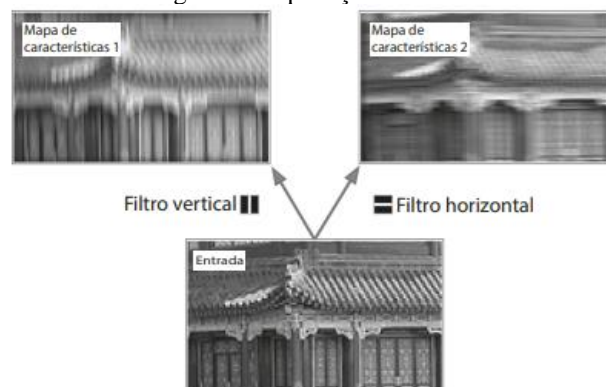 Mapa de
características 1
Mapa de
características 2
Filtro vertical
Filtro horizontal
Entrada